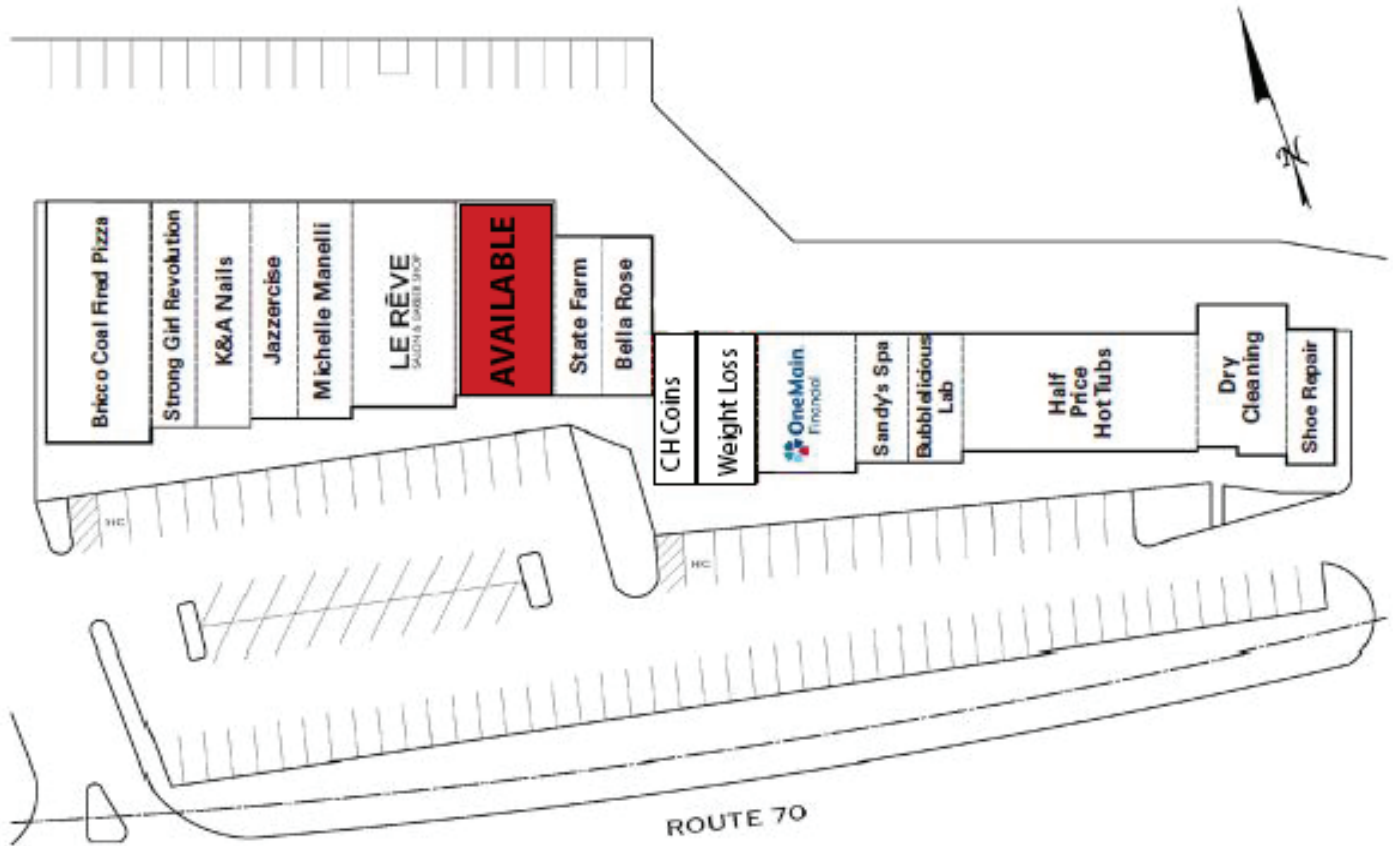 Bricco Coal Fired Pizza
Strong Girl Revolution
K&A Nails
Jazzercise
Michelle Manelli
LE RÊVE
SALON & BARBER SHOP
AVAILABLE
State Farm
Bella Rose
CH Coins
Weight Loss
OneMain
Financial
Sandy's Spa
Bubblelicious
Lab
Half
Price
Hot Tubs
Dry
Cleaning
Shoe Repair
N
HC
HC
ROUTE 70